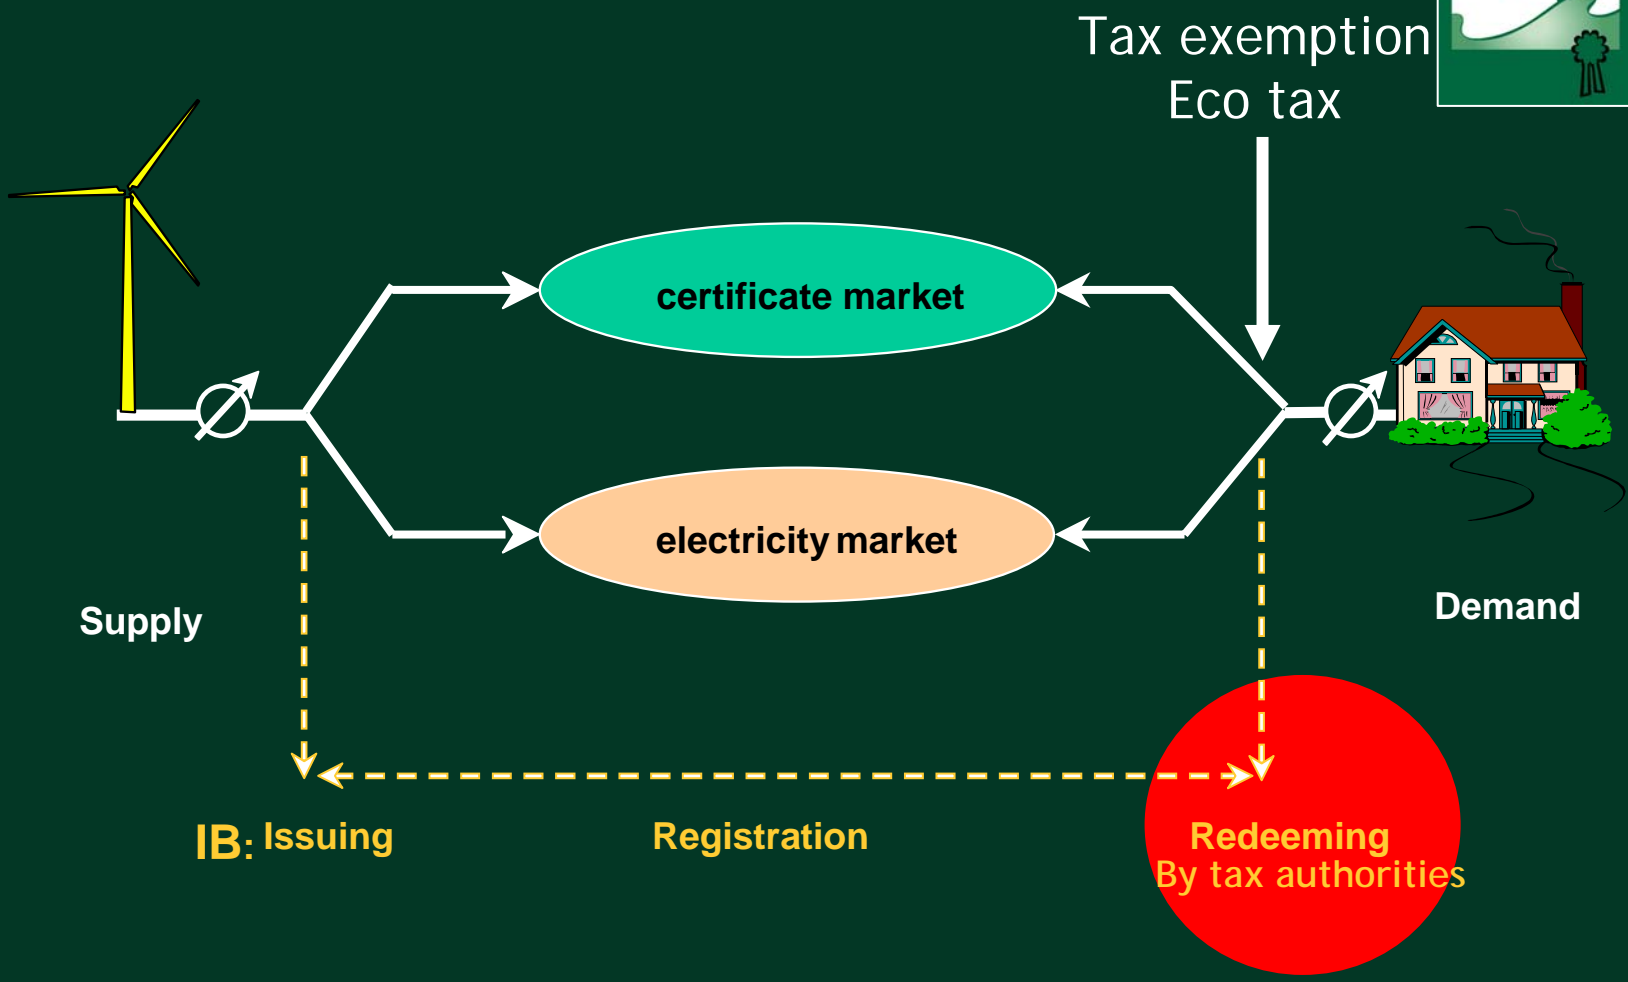 Tax exemption
Eco tax
certificate market
electricity market
Supply
Demand
IB: Issuing
Registration
Redeeming
By tax authorities